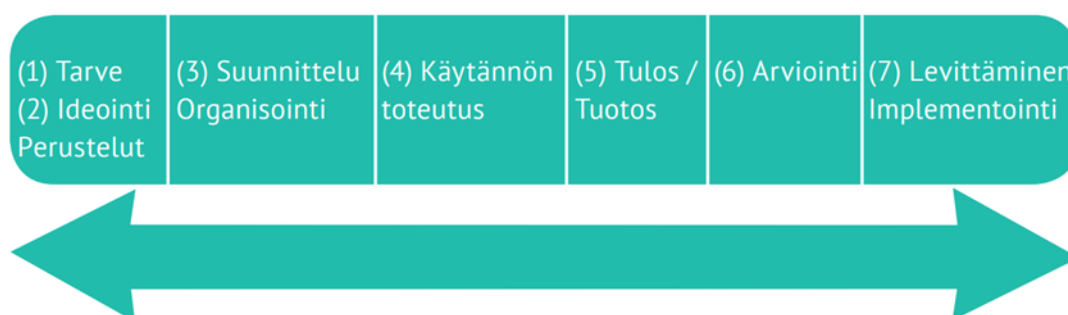 (1) Tarve
(2) Ideointi
Perustelut
(3) Suunnittelu
Organisointi
(4) Käytännön
toteutus
(5) Tulos /
Tuotos
(6) Arviointi
(7) Levittäminen
Implementointi